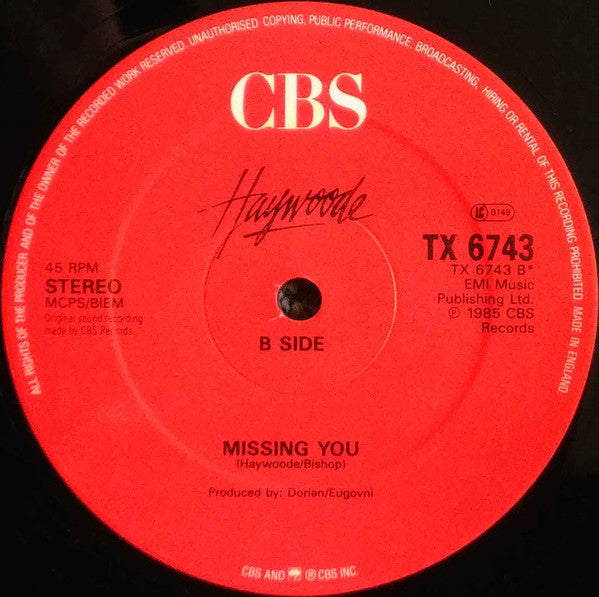 ALL RIGHTS OF THE PRODUCER AND OF THE OWNER OF THE RECORDED WORK RESERVED. UNAUTHORISED COPYING, PUBLIC PERFORMANCE, BROADCASTING, HIRING OR RENTAL OF THIS RECORDING PROHIBITED. MADE IN ENGLAND.
CBS
Haywoode
LC 0149
45 RPM
STEREO
MCPS/BIEM
Original sound recording
made by CBS Records
TX 6743
TX 6743 B*
EMI Music
Publishing Ltd.
℗ 1985 CBS
Records
B SIDE
MISSING YOU
(Haywoode/Bishop)
Produced by: Dorian/Eugovni
CBS AND ® © CBS INC.